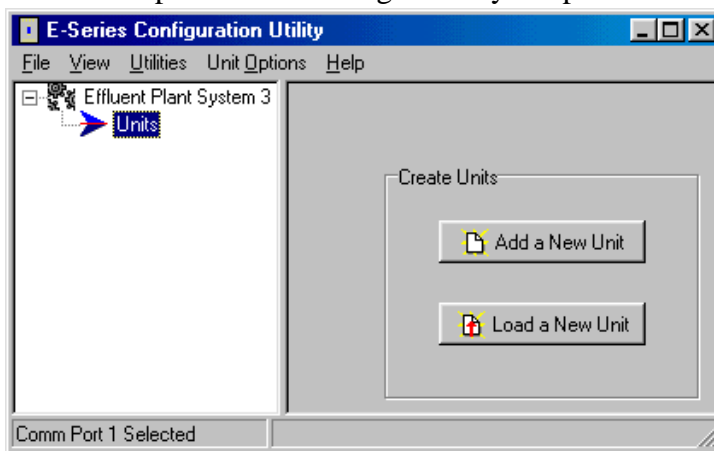 E-Series Configuration Utility
File View Utilities Unit Options Help
Effluent Plant System 3
Units
Create Units
Add a New Unit
Load a New Unit
Comm Port 1 Selected